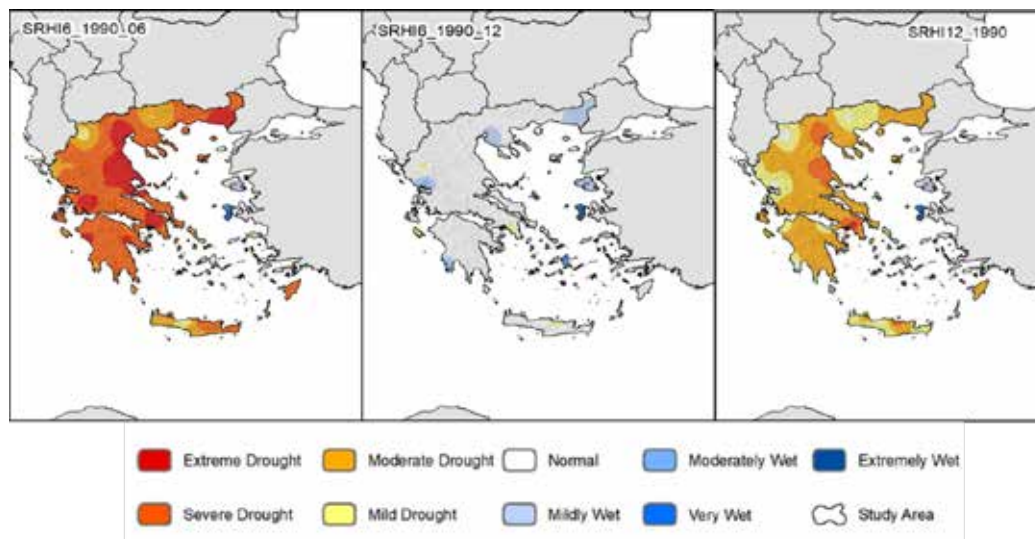 SRHI6_1990_06
SRHI6_1990_12
SRHI12_1990
Extreme Drought
Moderate Drought
Normal
Moderately Wet
Extremely Wet
Severe Drought
Mild Drought
Mildly Wet
Very Wet
Study Area